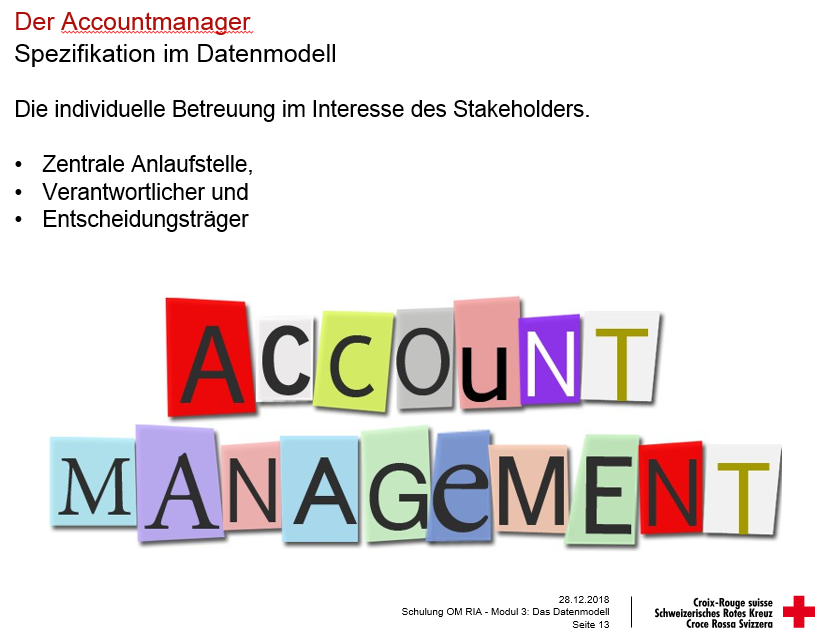 Der Accountmanager
Spezifikation im Datenmodell
Die individuelle Betreuung im Interesse des Stakeholders.
• Zentrale Anlaufstelle,
• Verantwortlicher und
• Entscheidungsträger
ACCOuNT
MANAGeMENT
28.12.2018
Schulung OM RIA - Modul 3: Das Datenmodell
Seite 13
Croix-Rouge suisse
Schweizerisches Rotes Kreuz
Croce Rossa Svizzera